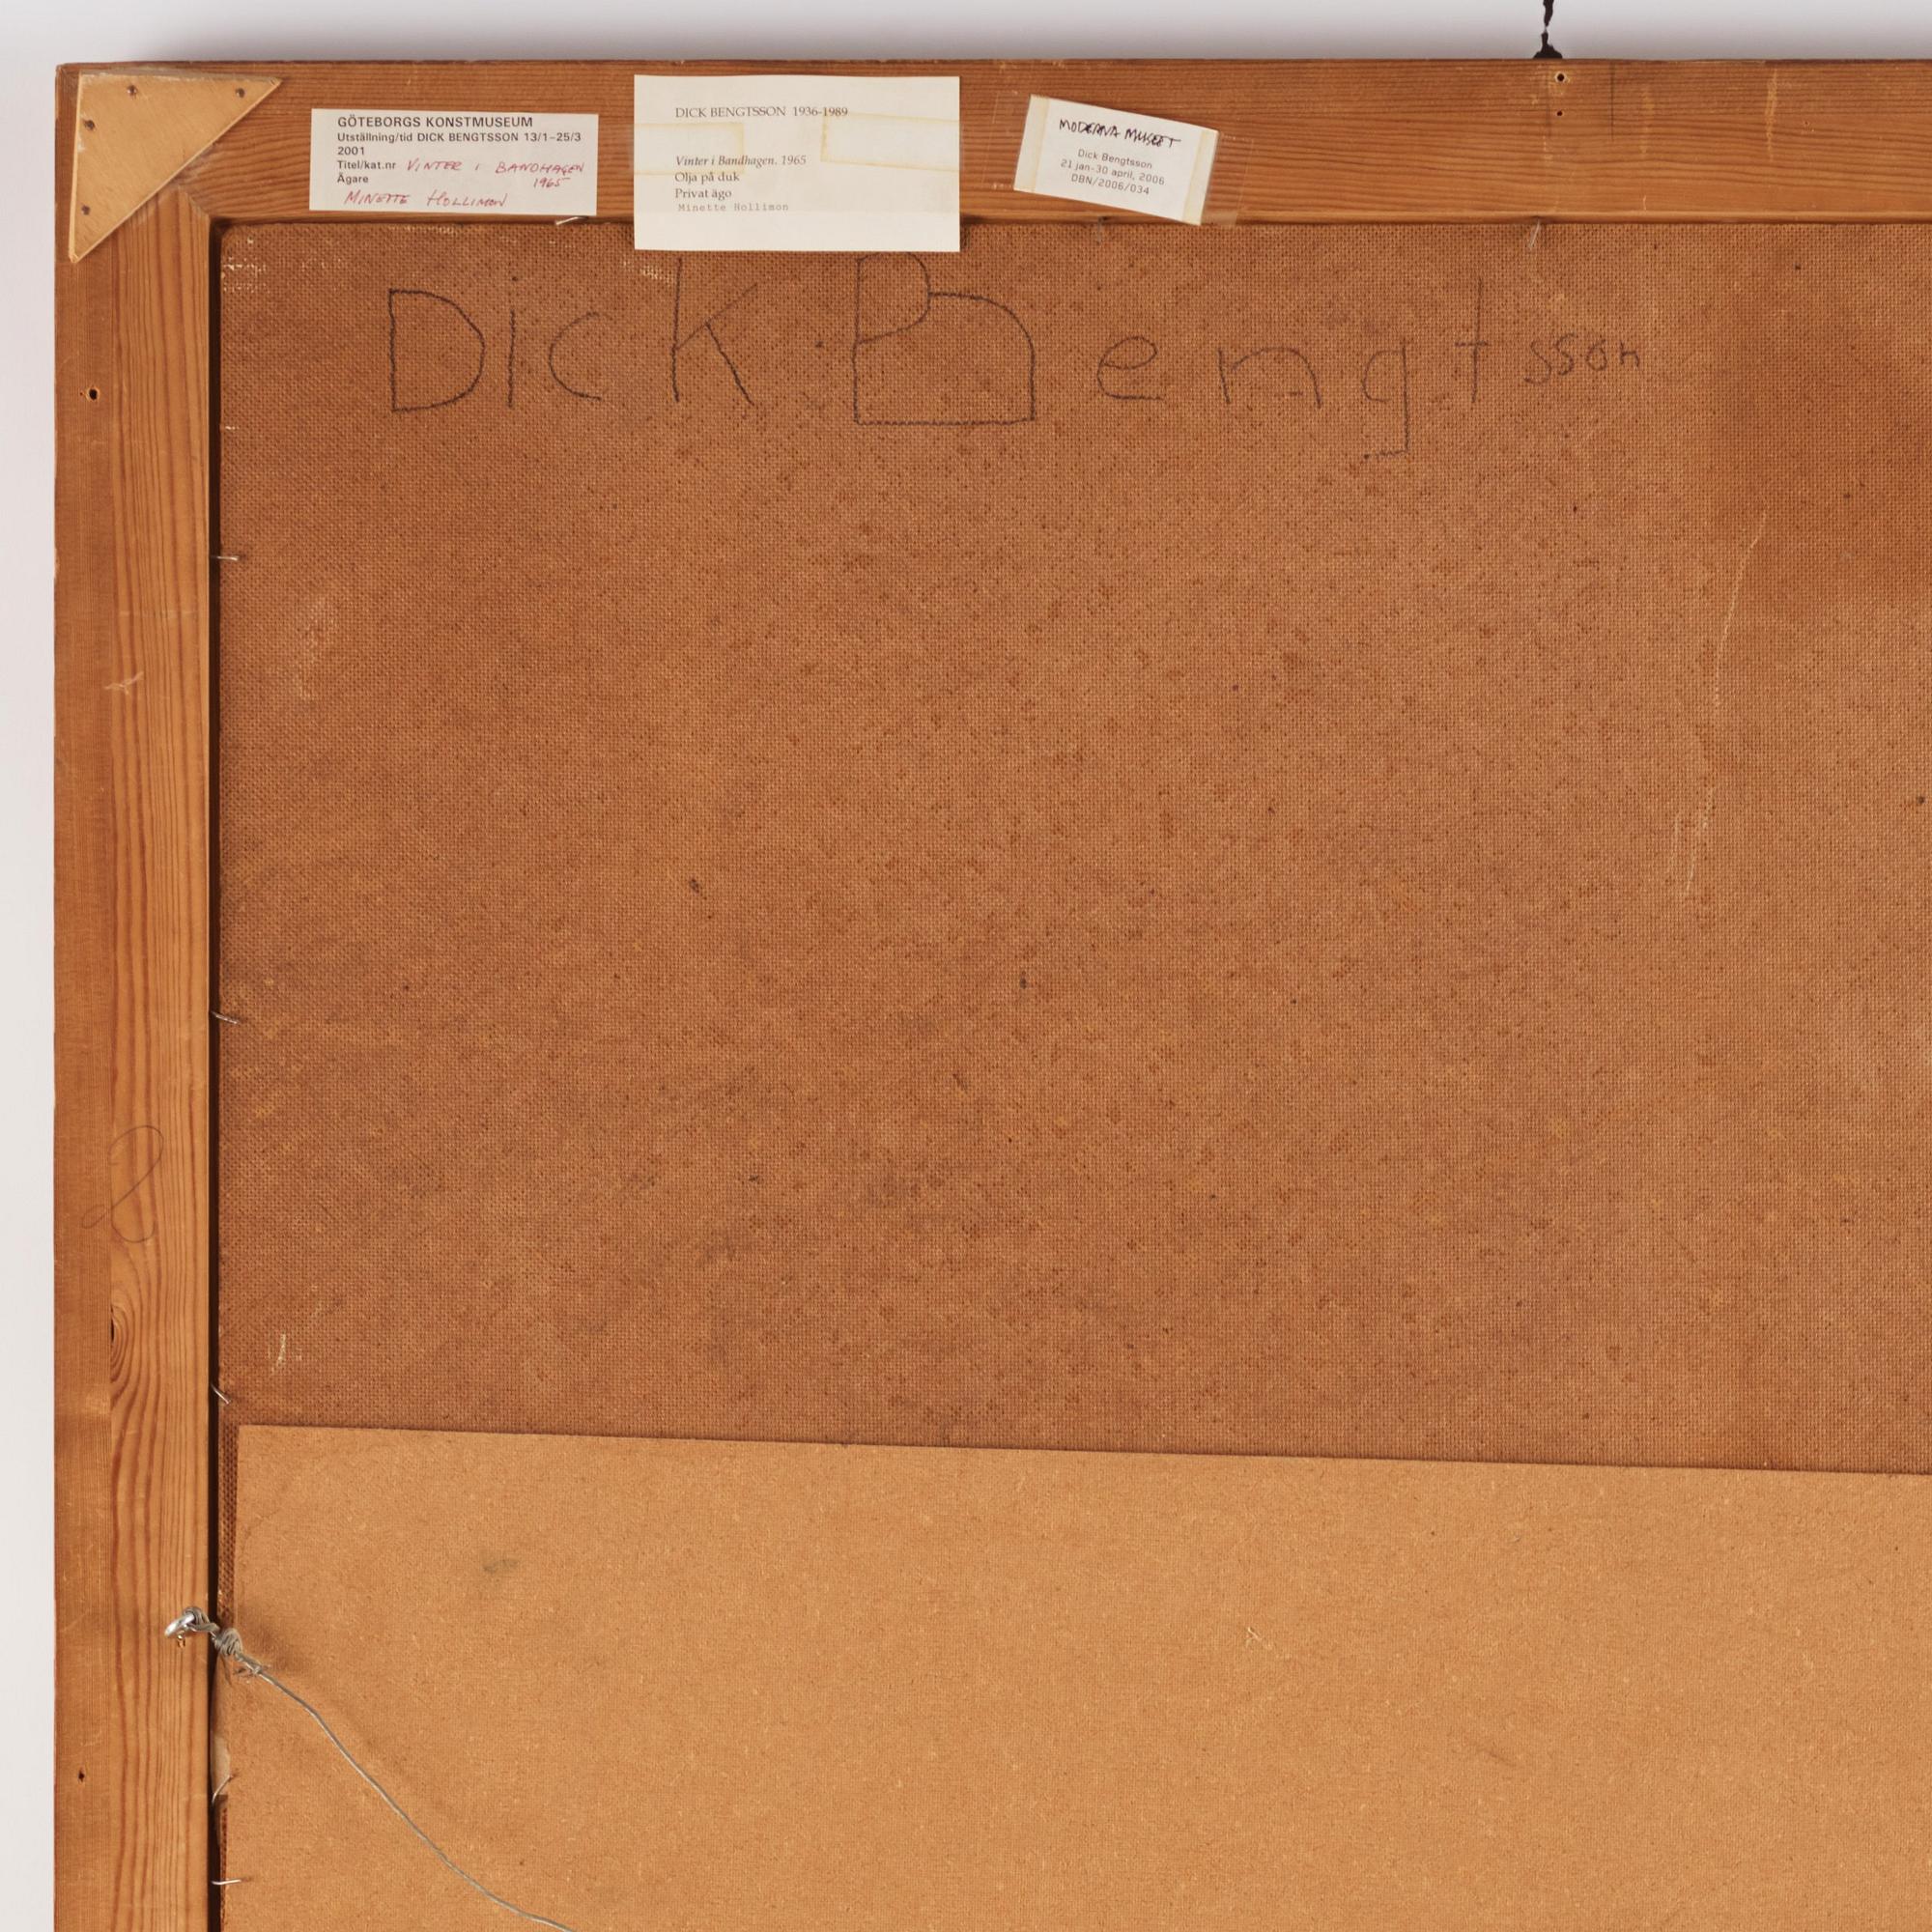 GÖTEBORGS KONSTMUSEUM
Utställning/tid DICK BENGTSSON 13/1–25/3
2001
Titel/kat.nr VINTER I BANDHAGEN
Ägare 1965
MINETTE HOLLIMON
DICK BENGTSSON 1936-1989
Vinter i Bandhagen. 1965
Olja på duk
Privat ägo
Minette Hollimon
MODERNA MUSEET
Dick Bengtsson
21 jan-30 april, 2006
DBN/2006/034
Dick Bengtsson